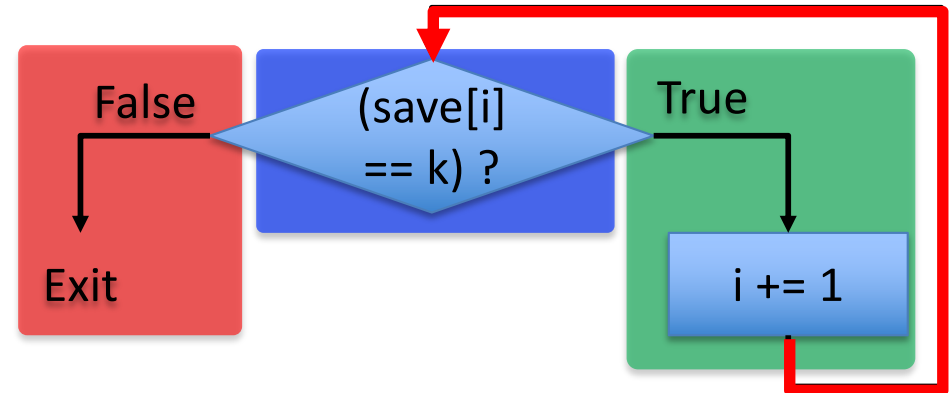 False
(save[i]
== k) ?
True
Exit
i += 1